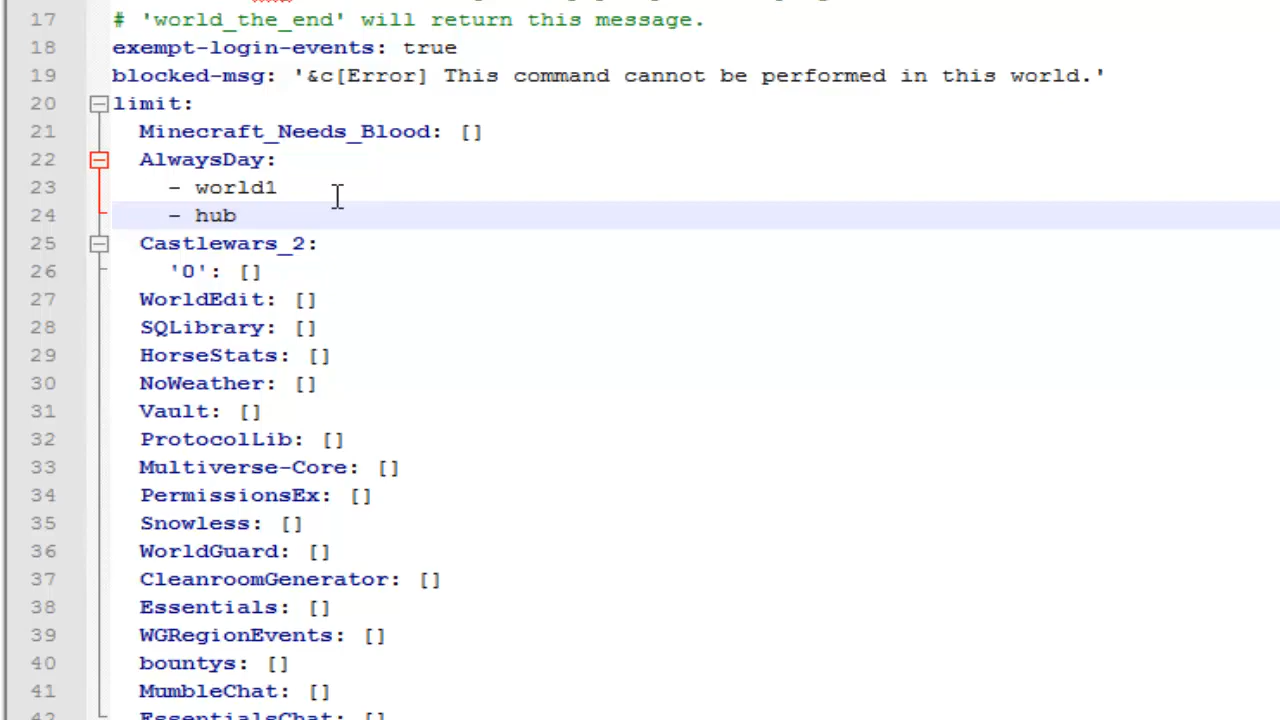 17 # 'world_the_end' will return this message.
18 exempt-login-events: true
19 blocked-msg: '&c[Error] This command cannot be performed in this world.'
20 limit:
21 Minecraft_Needs_Blood: []
22 AlwaysDay:
23 - world1
24 - hub
25 Castlewars_2:
26 '0': []
27 WorldEdit: []
28 SQLibrary: []
29 HorseStats: []
30 NoWeather: []
31 Vault: []
32 ProtocolLib: []
33 Multiverse-Core: []
34 PermissionsEx: []
35 Snowless: []
36 WorldGuard: []
37 CleanroomGenerator: []
38 Essentials: []
39 WGRegionEvents: []
40 bountys: []
41 MumbleChat: []
42 EssentialsChat: []